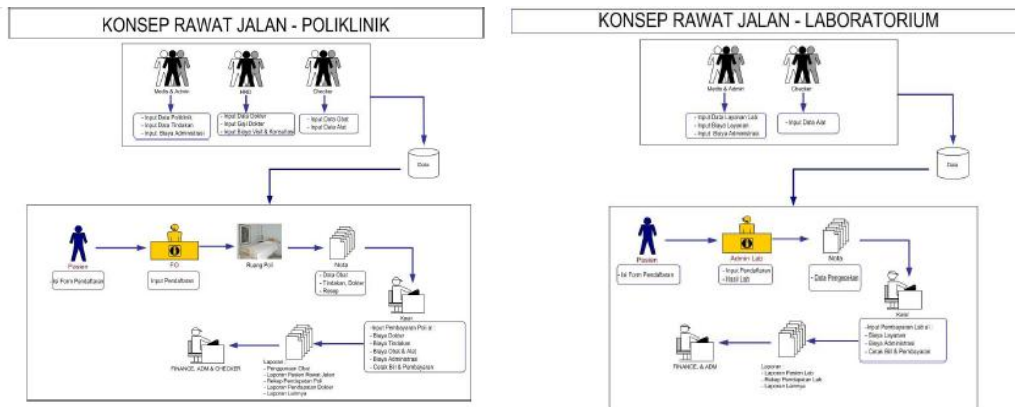 KONSEP RAWAT JALAN - POLIKLINIK
Media & Admin
HRD
Checker
- Input Data Poliklinik
- Input Data Tindakan
- Input Biaya Administrasi
- Input Data Dokter
- Input Gaji Dokter
- Input Biaya Visit & Konsultasi
- Input Data Obat
- Input Data Alat
Data
Pasien
FO
Ruang Poli
Nota
- Isi Form Pendaftaran
Input Pendaftaran
- Data Obat
- Tindakan, Dokter
- Resep
Kasir
- Input Pembayaran Poli
- Biaya Dokter
- Biaya Tindakan
- Biaya Obat & Alat
- Biaya Administrasi
- Cetak Bill & Pembayaran
FINANCE, ADM & CHECKER
Laporan
- Penggunaan Obat
- Laporan Pasien Rawat Jalan
- Rekap Pendapatan Poli
- Laporan Pendapatan Dokter
- Laporan Lainnya
KONSEP RAWAT JALAN - LABORATORIUM
Media & Admin
Checker
- Input Data Layanan Lab
- Input Biaya Layanan
- Input Biaya Administrasi
- Input Data Alat
Data
Pasien
Admin Lab
Nota
- Isi Form Pendaftaran
- Input Pendaftaran
- Hasil Lab
- Data Pengecekan
Kasir
- Input Pembayaran Lab
- Biaya Layanan
- Biaya Administrasi
- Cetak Bill & Pembayaran
FINANCE, & ADM
Laporan
- Laporan Pasien Lab
- Rekap Pendapatan Lab
- Laporan Lainnya